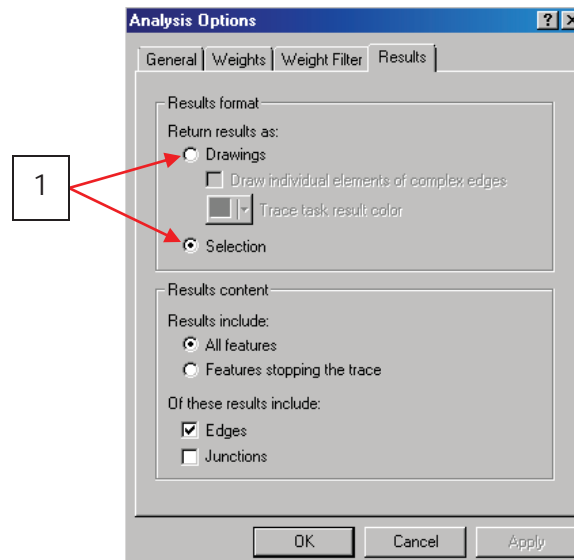 Analysis Options
General Weights Weight Filter Results
Results format
Return results as:
Drawings
1
Draw individual elements of complex edges
Trace task result color
Selection
Results content
Results include:
All features
Features stopping the trace
Of these results include:
Edges
Junctions
OK Cancel Apply